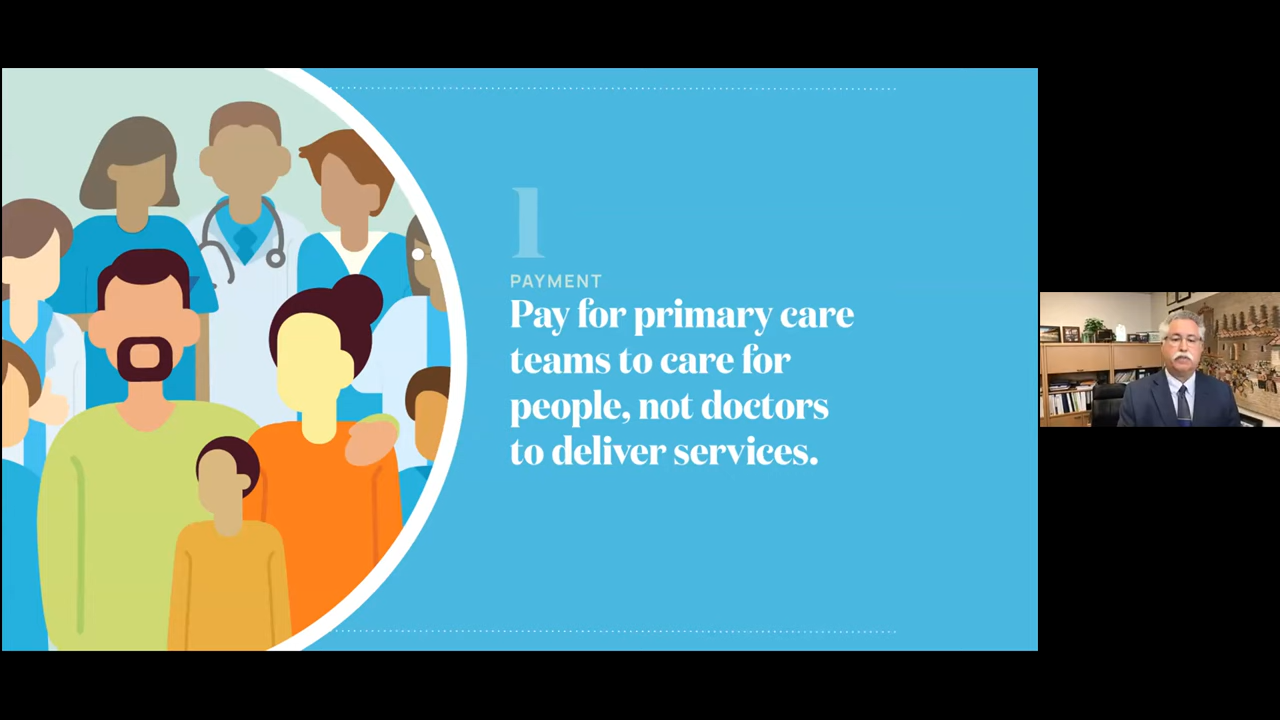 1
PAYMENT
Pay for primary care
teams to care for
people, not doctors
to deliver services.